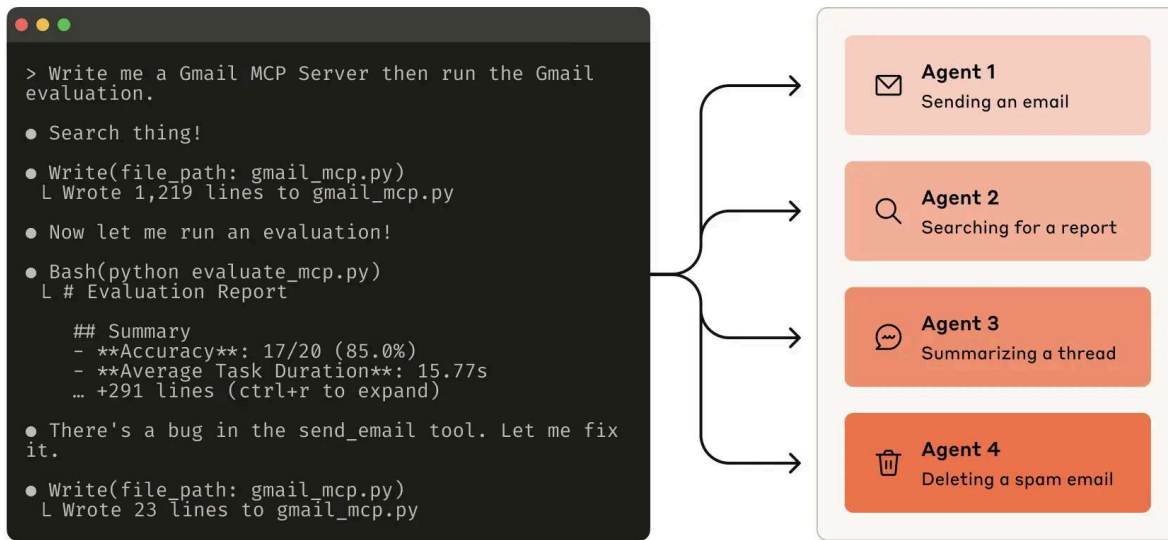 > Write me a Gmail MCP Server then run the Gmail
evaluation.
● Search thing!
● Write(file_path: gmail_mcp.py)
L Wrote 1,219 lines to gmail_mcp.py
● Now let me run an evaluation!
● Bash(python evaluate_mcp.py)
L # Evaluation Report
## Summary
- **Accuracy**: 17/20 (85.0%)
- **Average Task Duration**: 15.77s
… +291 lines (ctrl+r to expand)
● There's a bug in the send_email tool. Let me fix
it.
● Write(file_path: gmail_mcp.py)
L Wrote 23 lines to gmail_mcp.py
Agent 1
Sending an email
Agent 2
Searching for a report
Agent 3
Summarizing a thread
Agent 4
Deleting a spam email